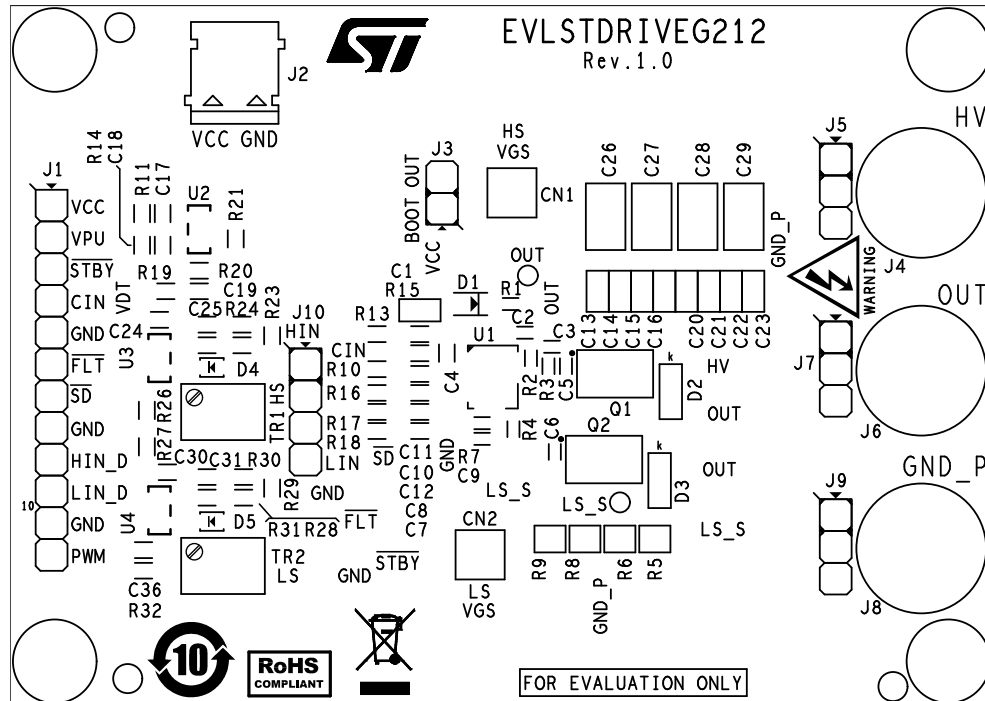 EVLSTDRIVEG212
Rev.1.0
ST
J2
VCC GND
HV
J5
J4
WARNING
OUT
J7
J6
GND_P
J9
J8
J1
VCC
VPU
STBY
CIN
GND
FLT
SD
GND
HIN_D
10
LIN_D
GND
PWM
R14
C18
R11
C17
U2
R21
R19
VDT
R20
C19
C25
R24
R23
C24
U3
D4
TR1
HS
R26
R27
C30
C31
R30
U4
D5
R29
R31
R28
FLT
TR2
LS
C36
R32
J10
HIN
CIN
R10
R16
R17
R18
LIN
SD
GND
STBY
GND
J3
BOOT OUT
VCC
HS
VGS
CN1
OUT
C1
R15
D1
R1
OUT
R13
U1
C2
C3
C4
R2
R3
C5
R4
C6
GND
R7
C9
C11
C10
C12
C8
C7
LS_S
CN2
LS
VGS
C26
C27
C28
C29
GND_P
C13
C14
C15
C16
C20
C21
C22
C23
HV
k
Q1
D2
OUT
Q2
k
D3
OUT
LS_S
LS_S
R9
R8
R6
R5
GND_P
10
RoHS
COMPLIANT
FOR EVALUATION ONLY